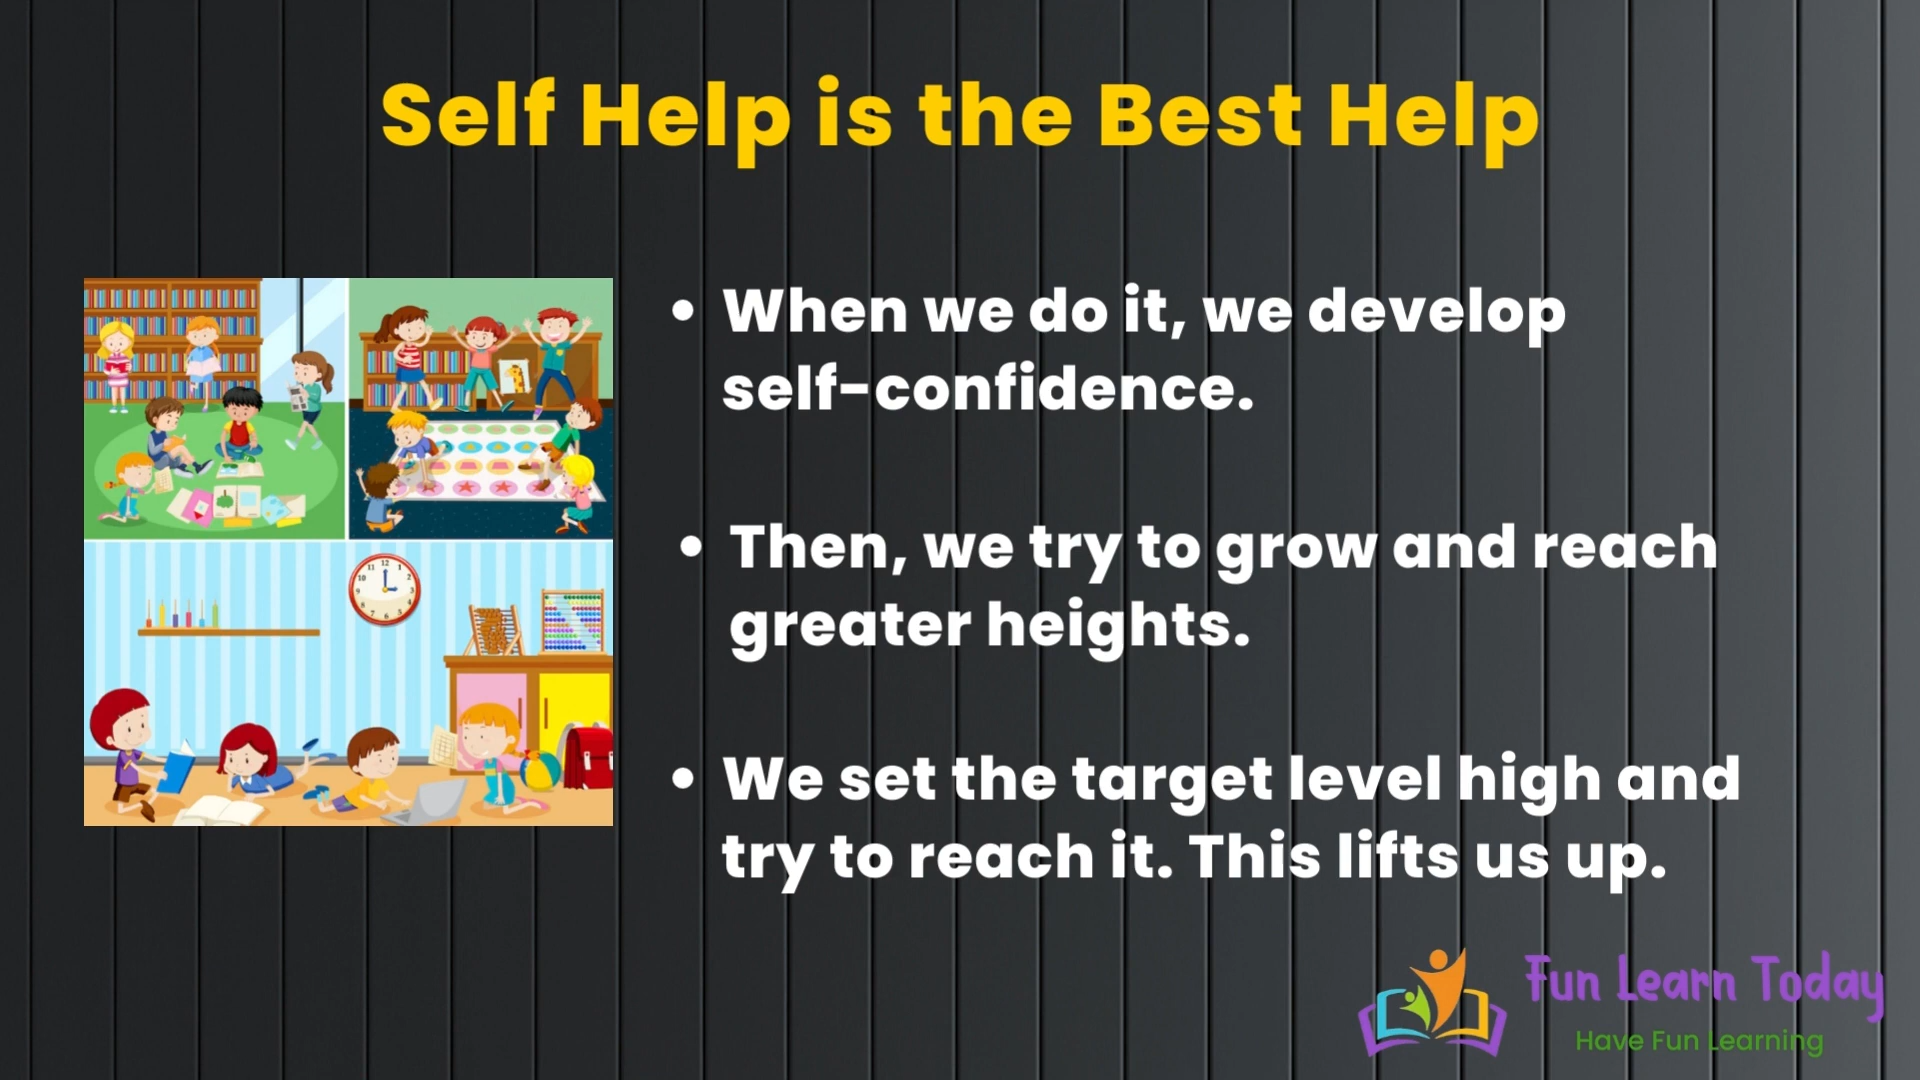 Self Help is the Best Help
• When we do it, we develop
self-confidence.
• Then, we try to grow and reach
greater heights.
• We set the target level high and
try to reach it. This lifts us up.
Fun Learn Today
Have Fun Learning